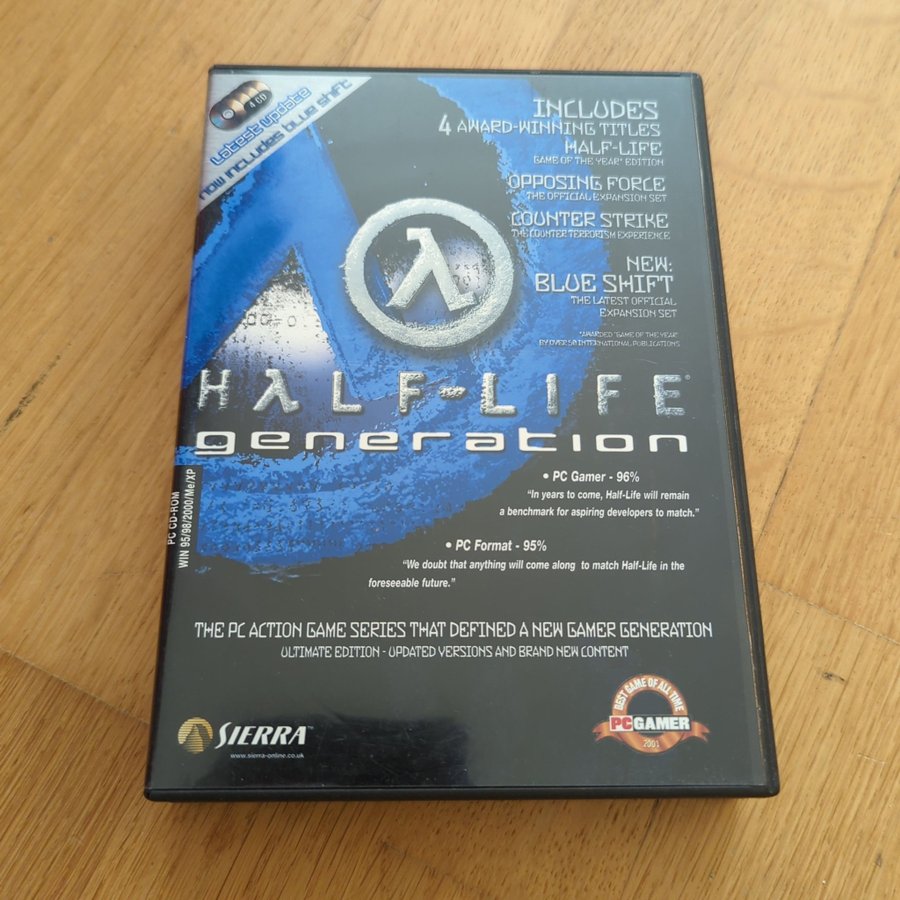 4 CD
Latest Update
now includes blue shift
INCLUDES
4 AWARD-WINNING TITLES
HALF-LIFE
GAME OF THE YEAR* EDITION
OPPOSING FORCE
THE OFFICIAL EXPANSION SET
COUNTER STRIKE
THE COUNTER TERRORISM EXPERIENCE
NEW:
BLUE SHIFT
THE LATEST OFFICIAL
EXPANSION SET
*AWARDED "GAME OF THE YEAR"
BY OVER 50 INTERNATIONAL PUBLICATIONS
λ
HλLF-LIFE®
generation
PC CD-ROM
WIN 95/98/2000/Me/XP
• PC Gamer - 96%
"In years to come, Half-Life will remain
a benchmark for aspiring developers to match."
• PC Format - 95%
"We doubt that anything will come along to match Half-Life in the
foreseeable future."
THE PC ACTION GAME SERIES THAT DEFINED A NEW GAMER GENERATION
ULTIMATE EDITION - UPDATED VERSIONS AND BRAND NEW CONTENT
SIERRA™
www.sierra-online.co.uk
BEST GAME OF ALL TIME
PCGAMER
2001